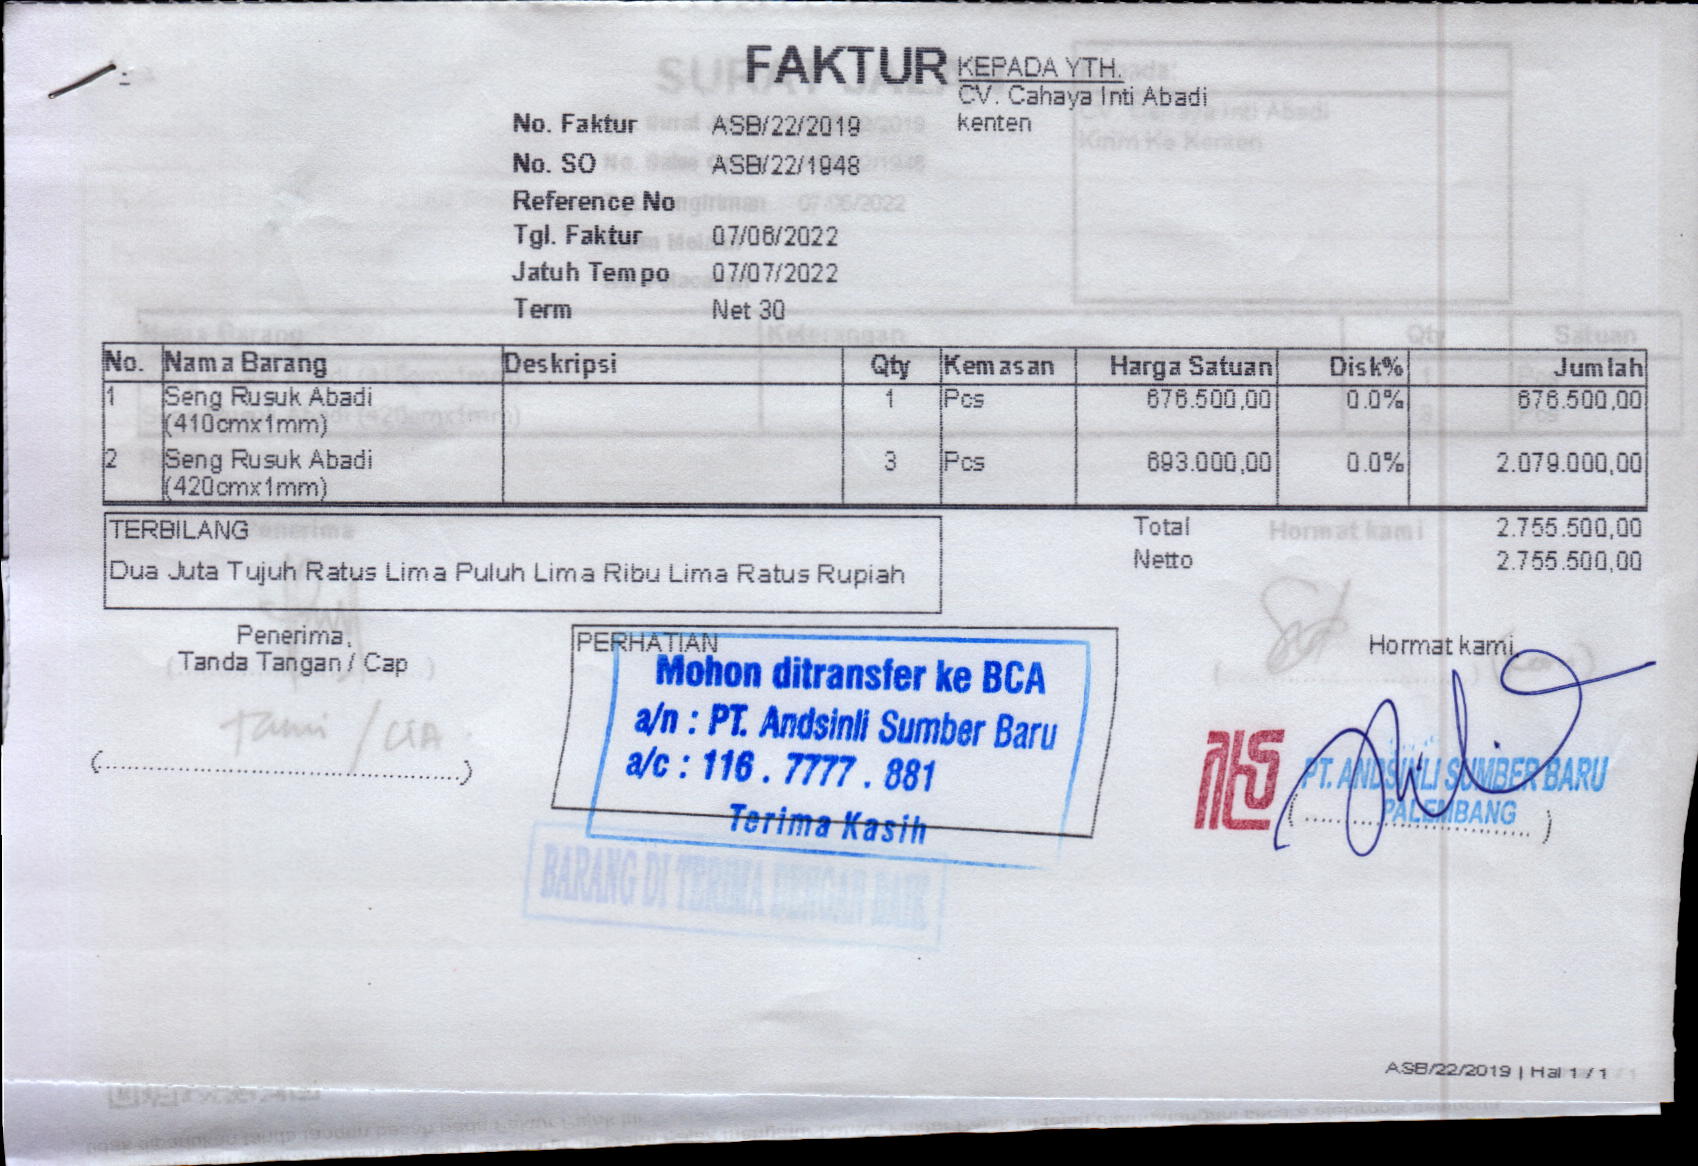 FAKTUR
KEPADA YTH.
CV. Cahaya Inti Abadi
kenten
No. Faktur ASB/22/2019
No. SO ASB/22/1948
Reference No
Tgl. Faktur 07/06/2022
Jatuh Tempo 07/07/2022
Term Net 30
No. Nama Barang Deskripsi Qty Kemasan Harga Satuan Disk% Jumlah
1 Seng Rusuk Abadi 1 Pcs 676.500,00 0.0% 676.500,00
(410cmx1mm)
2 Seng Rusuk Abadi 3 Pcs 693.000,00 0.0% 2.079.000,00
(420cmx1mm)
TERBILANG
Dua Juta Tujuh Ratus Lima Puluh Lima Ribu Lima Ratus Rupiah
Total 2.755.500,00
Netto 2.755.500,00
Penerima,
Tanda Tangan / Cap
PERHATIAN
Mohon ditransfer ke BCA
a/n : PT. Andsinli Sumber Baru
a/c : 116 . 7777 . 881
Terima Kasih
BARANG DI TERIMA DENGAN BAIK
Hormat kami,
PT. ANDSINLI SUMBER BARU
PALEMBANG
ASB/22/2019 | Hal 1 / 1